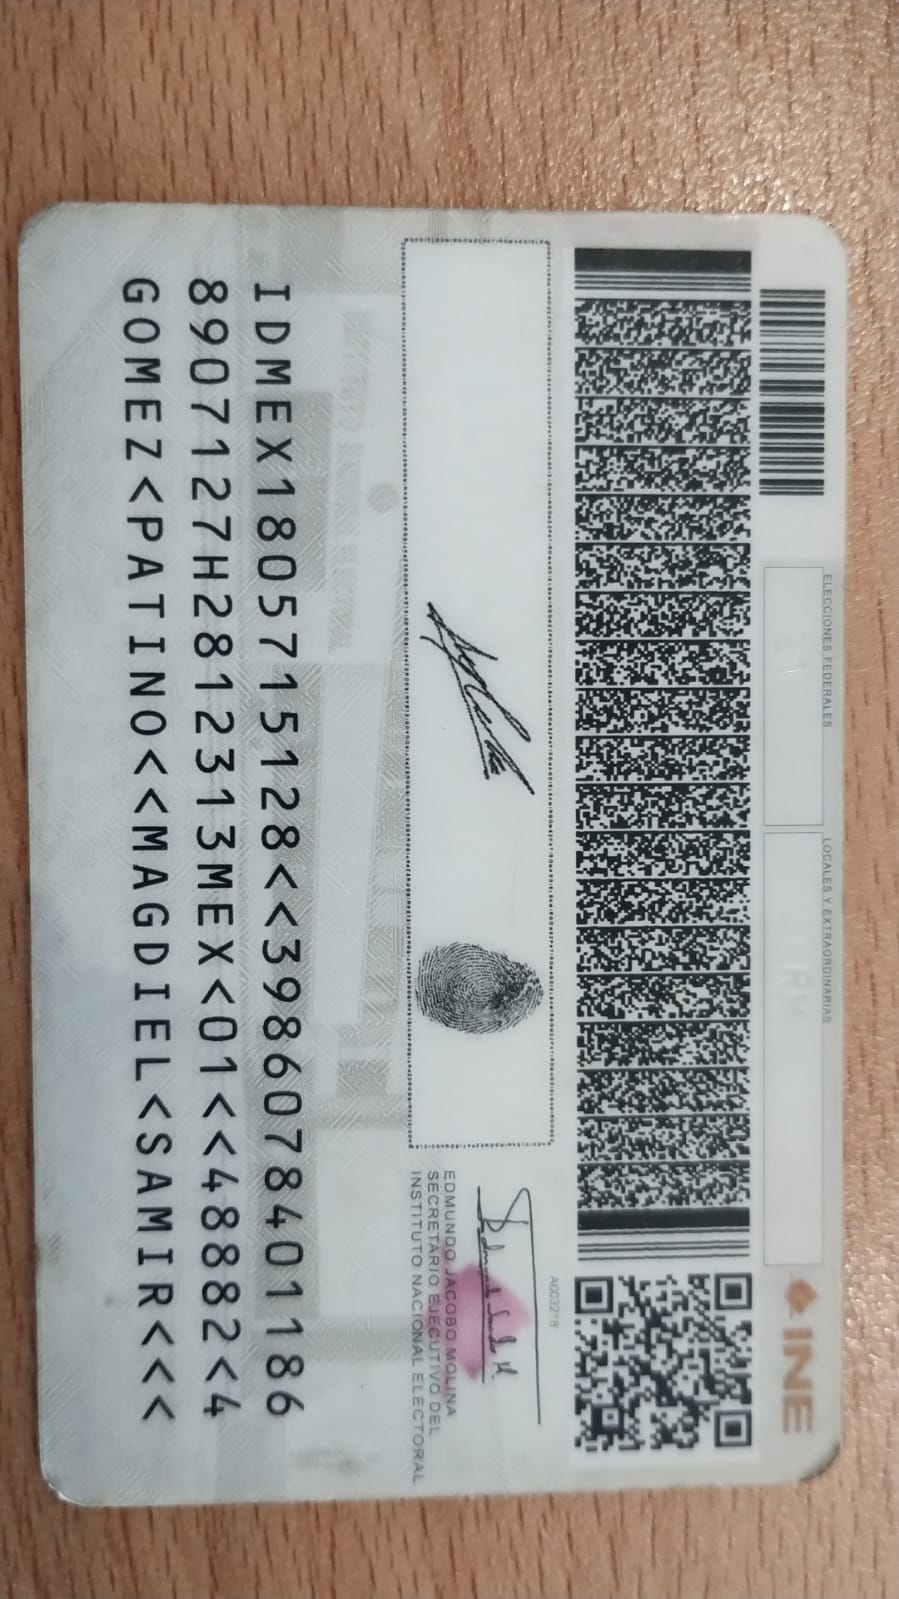 ELECCIONES FEDERALES
LOCALES Y EXTRAORDINARIAS
INE
EDMUNDO JACOBO MOLINA
SECRETARIO EJECUTIVO DEL
INSTITUTO NACIONAL ELECTORAL
IDMEX1805715128<<3986078401186
8907127H2812313MEX<01<<48882<4
GOMEZ<PATINO<<MAGDIEL<SAMIR<<<